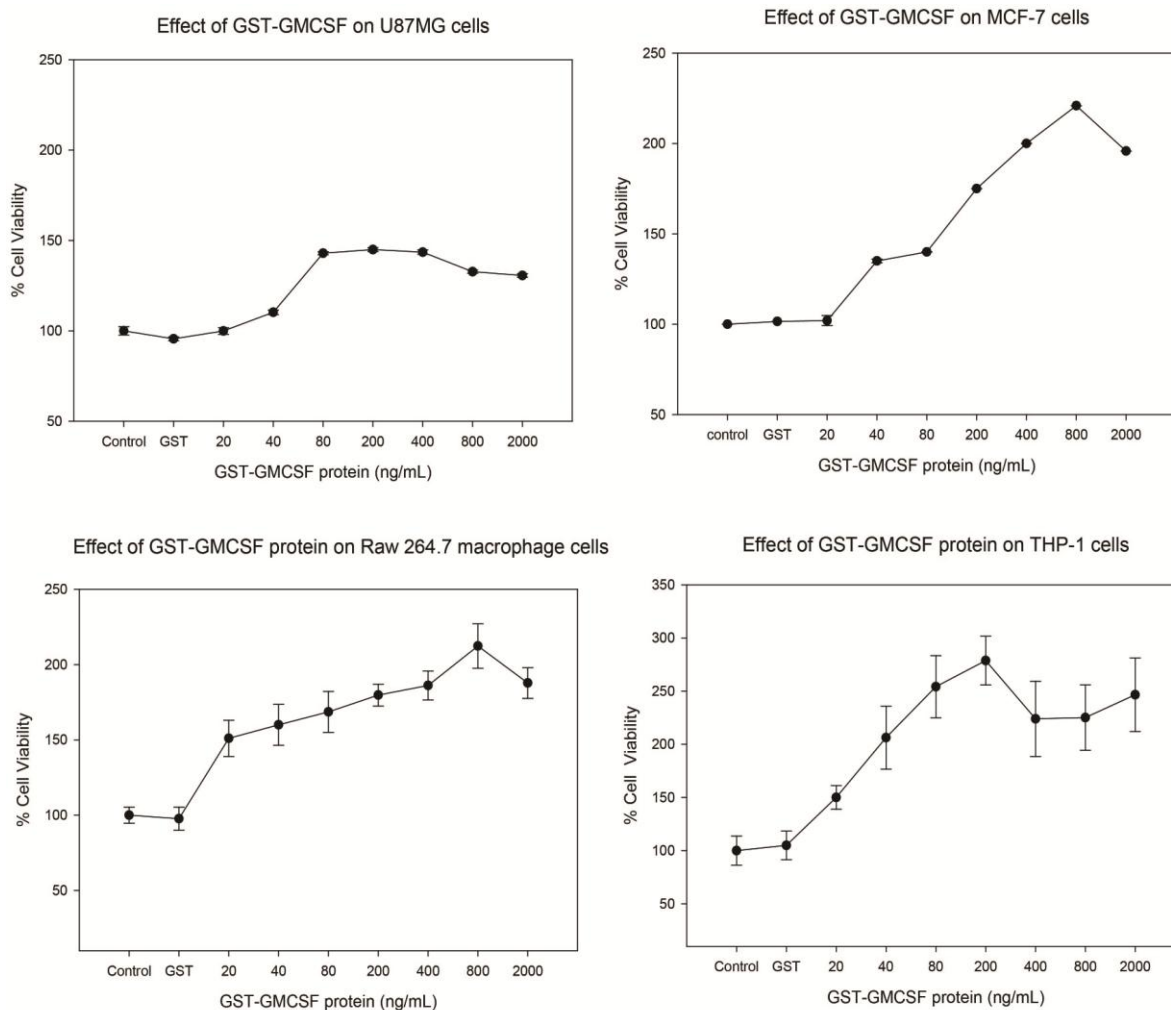 Effect of GST-GMCSF on U87MG cells
250
200
150
100
50
% Cell Viability
Control GST 20 40 80 200 400 800 2000
GST-GMCSF protein (ng/mL)
Effect of GST-GMCSF on MCF-7 cells
250
200
150
100
50
% Cell Viability
control GST 20 40 80 200 400 800 2000
GST-GMCSF protein (ng/mL)
Effect of GST-GMCSF protein on Raw 264.7 macrophage cells
250
200
150
100
50
% Cell Viability
Control GST 20 40 80 200 400 800 2000
GST-GMCSF protein (ng/mL)
Effect of GST-GMCSF protein on THP-1 cells
350
300
250
200
150
100
50
% Cell Viability
Control GST 20 40 80 200 400 800 2000
GST-GMCSF protein (ng/mL)